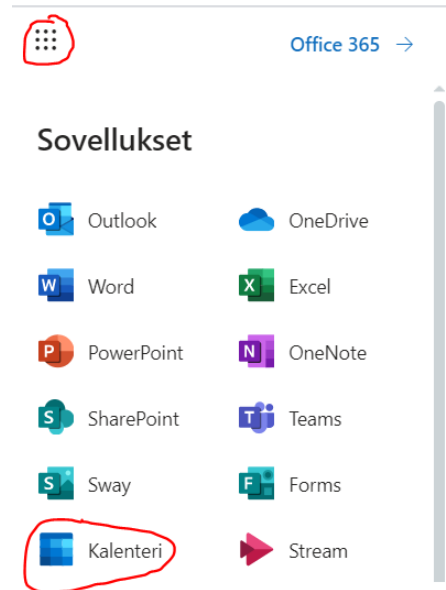 Office 365 →
Sovellukset
Outlook OneDrive
Word Excel
PowerPoint OneNote
SharePoint Teams
Sway Forms
Kalenteri Stream